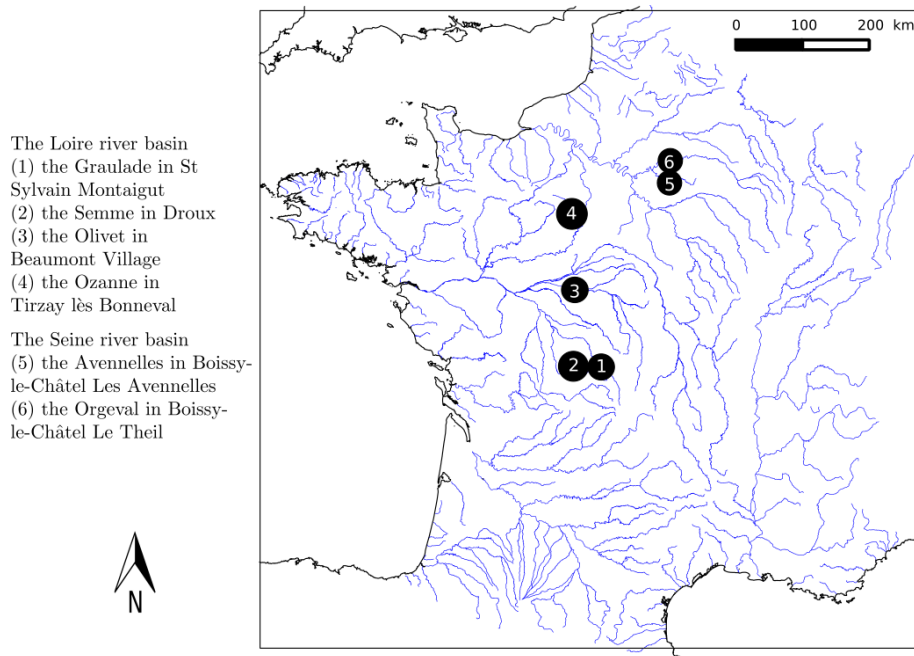 0 100 200 km
The Loire river basin
(1) the Graulade in St
Sylvain Montaigut
(2) the Semme in Droux
(3) the Olivet in
Beaumont Village
(4) the Ozanne in
Tirzay lès Bonneval
The Seine river basin
(5) the Avennelles in Boissy-
le-Châtel Les Avennelles
(6) the Orgeval in Boissy-
le-Châtel Le Theil
6
5
4
3
2 1
N